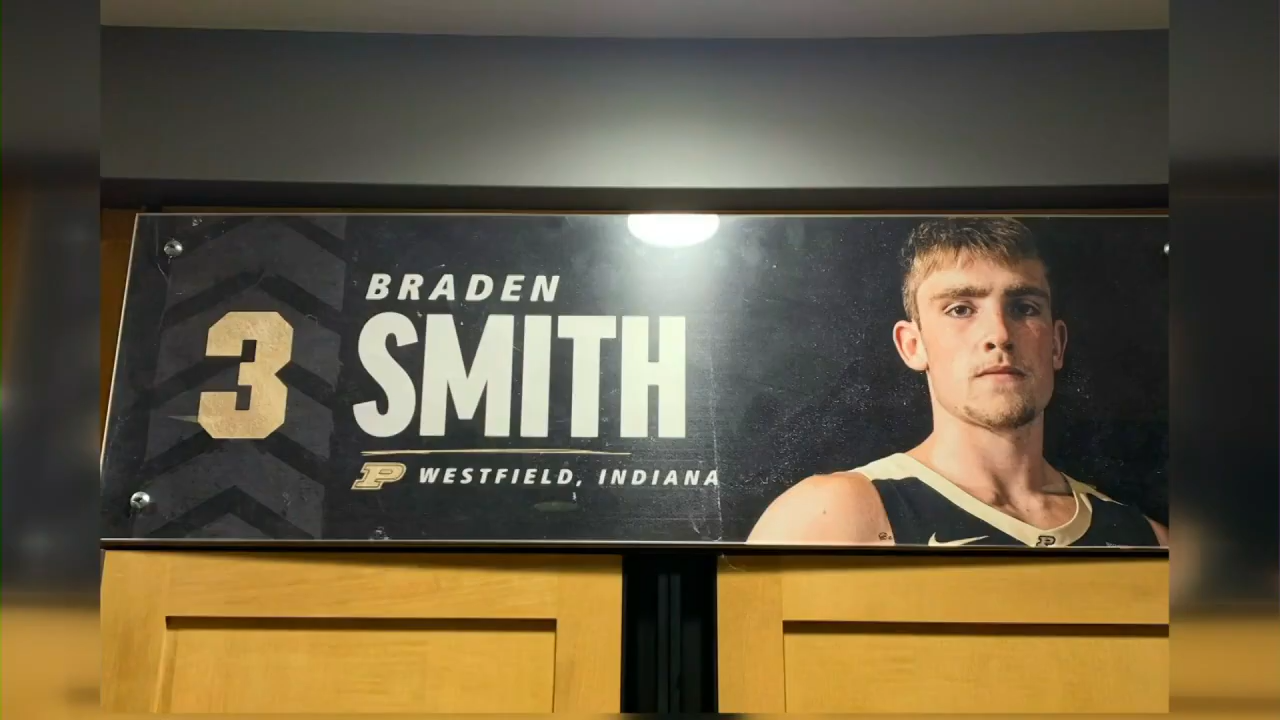 3
BRADEN
SMITH
P WESTFIELD, INDIANA
P